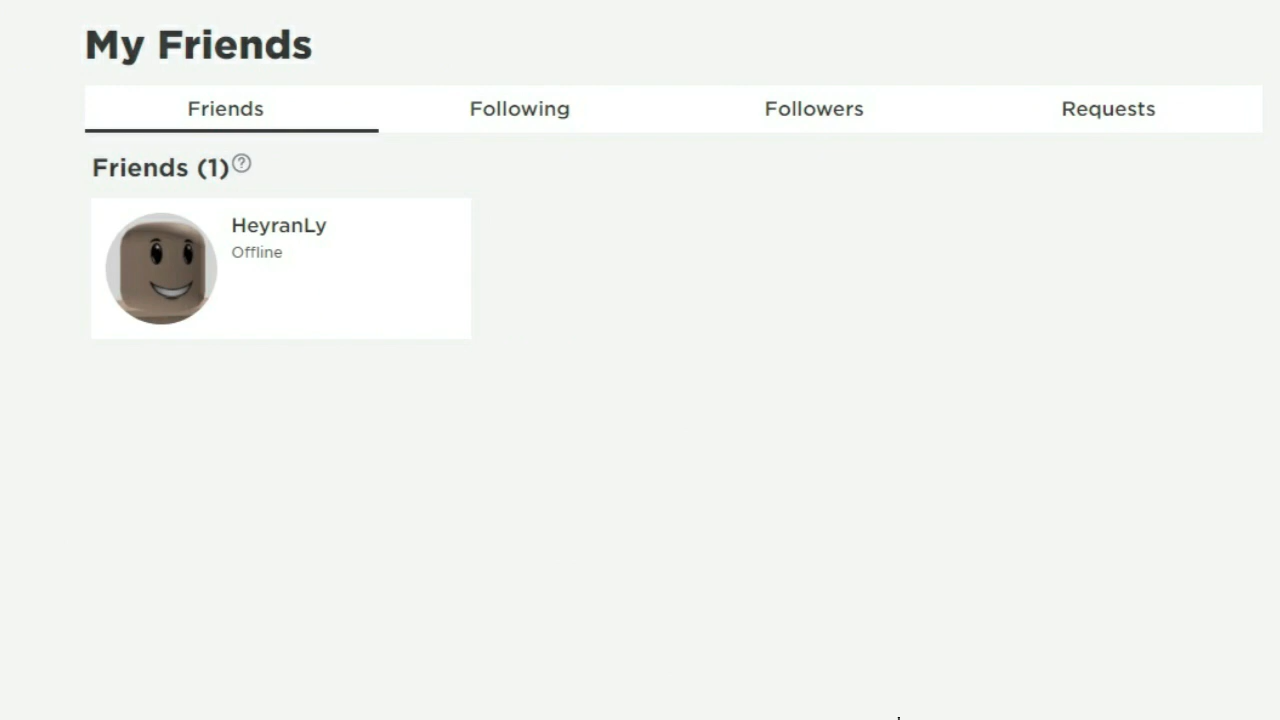 My Friends
Friends Following Followers Requests
Friends (1)?
HeyranLy
Offline